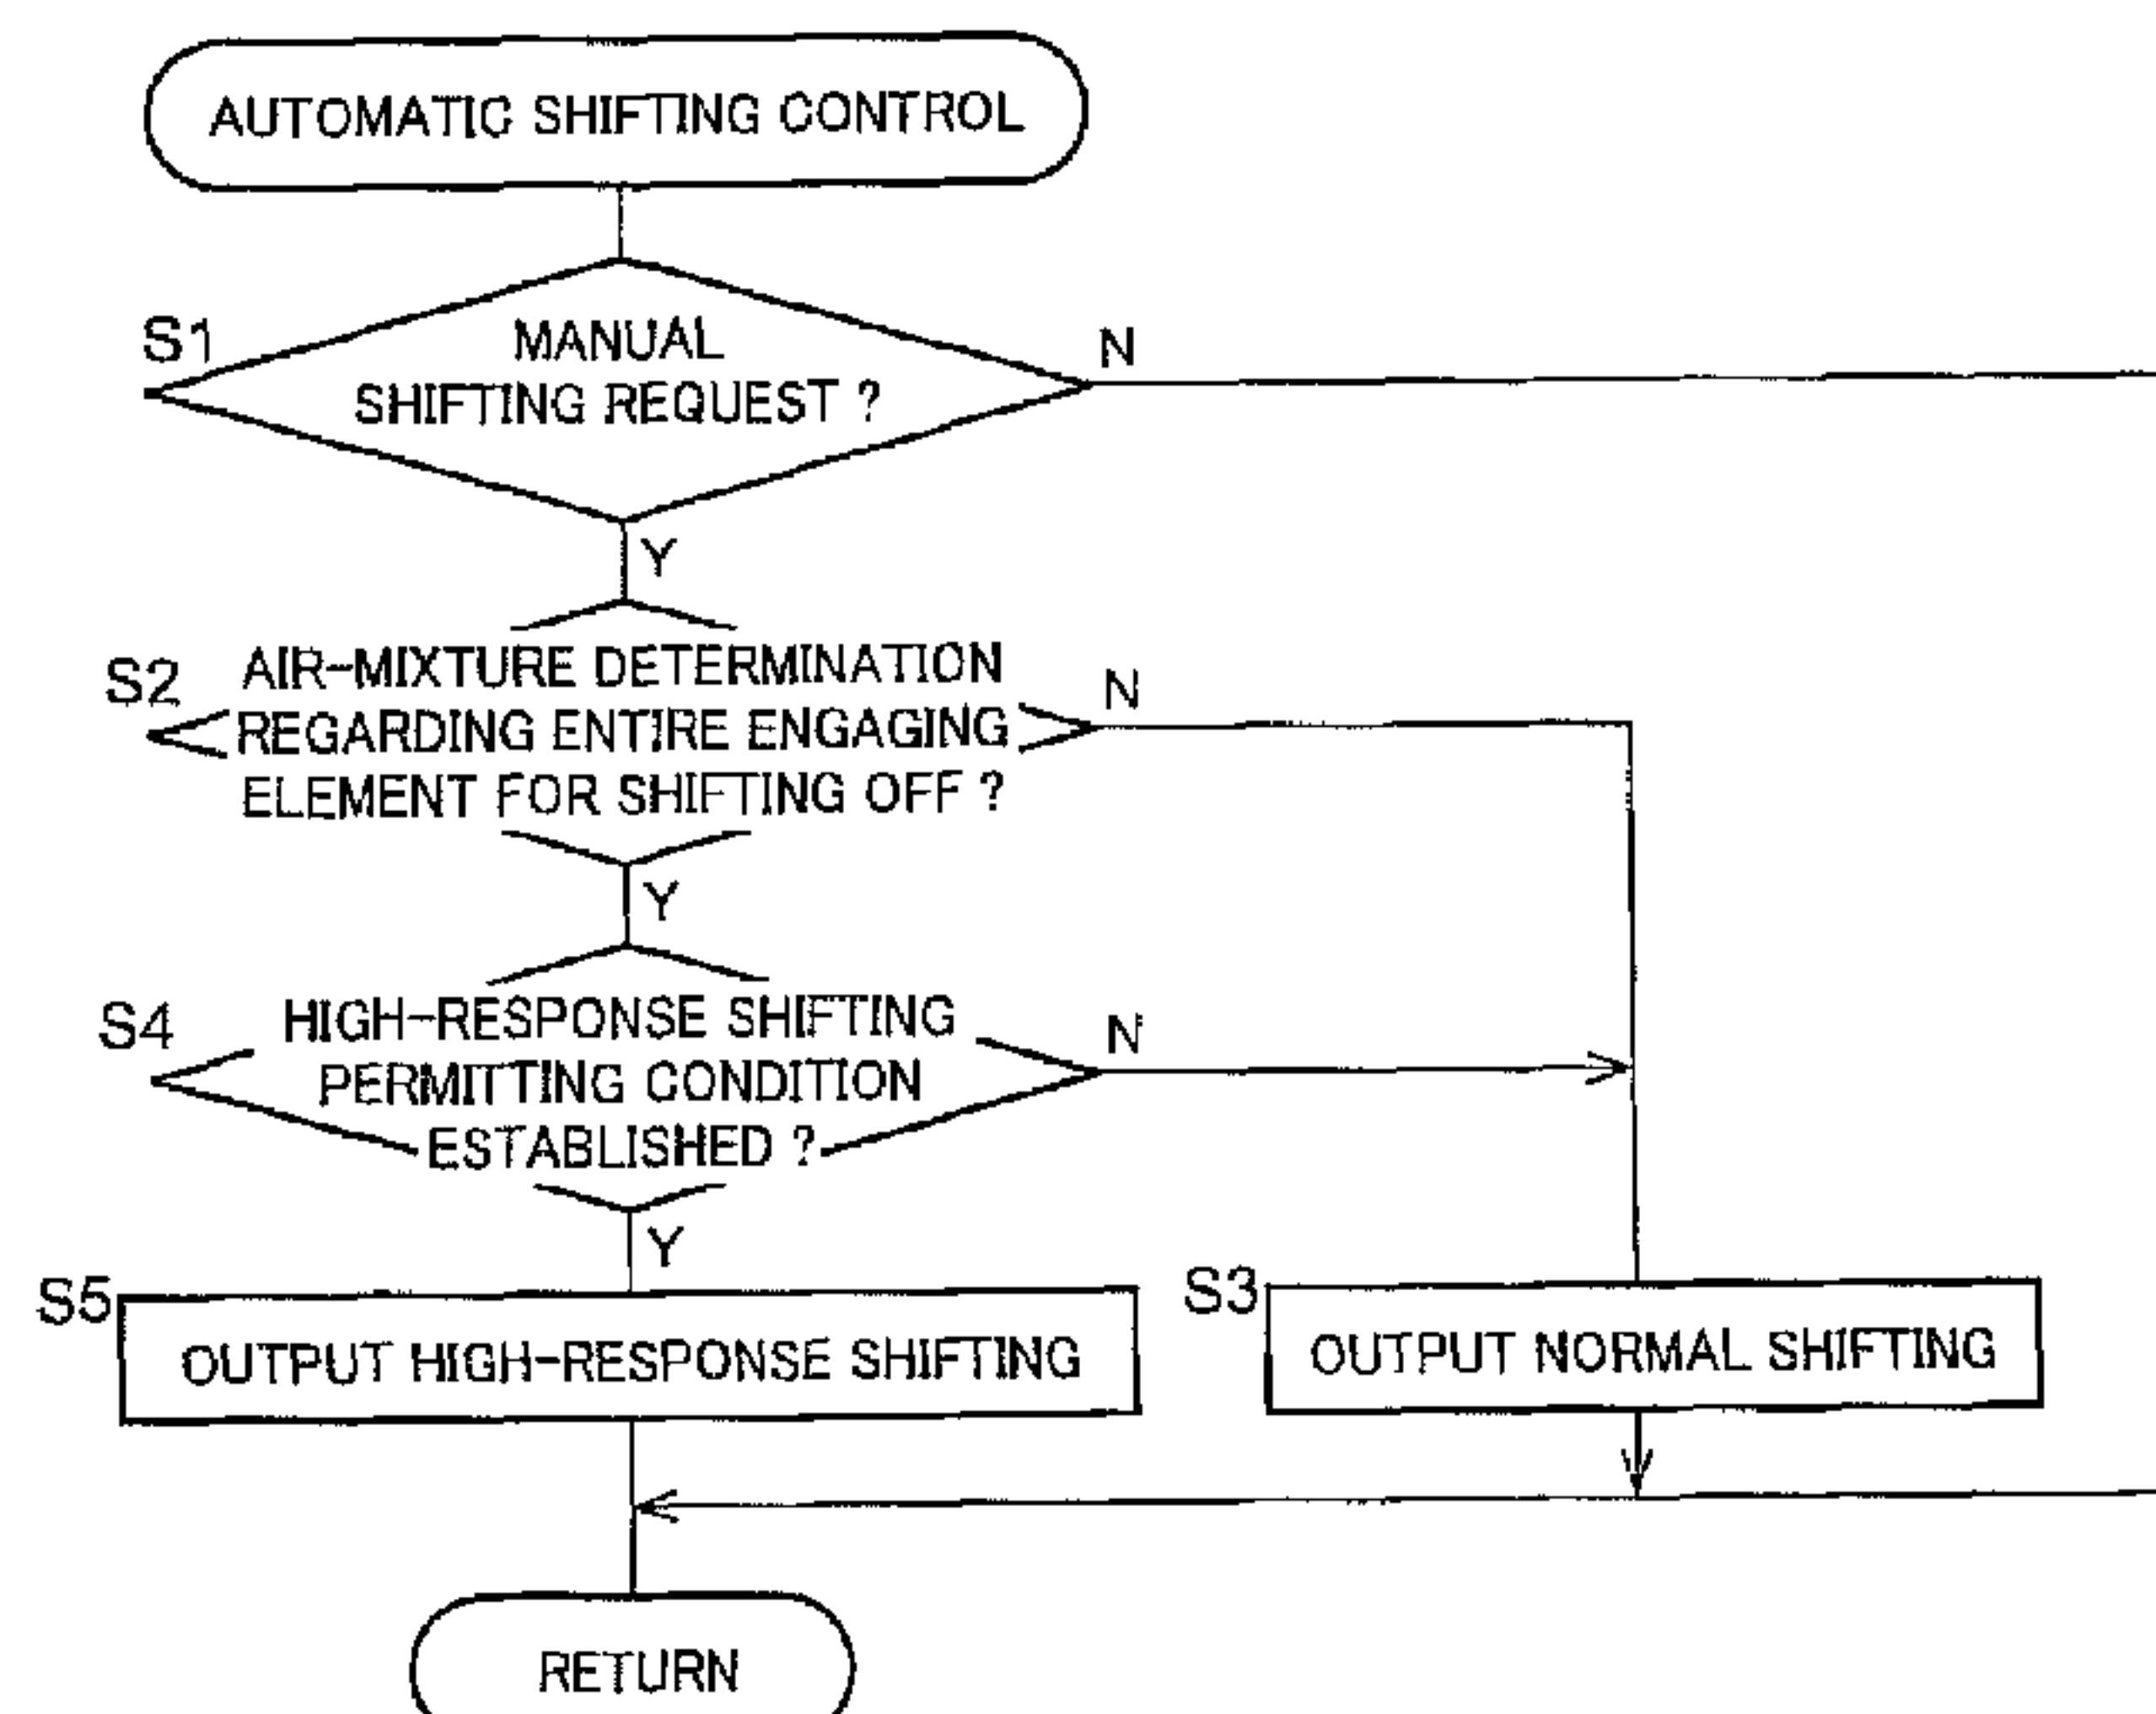 AUTOMATIC SHIFTING CONTROL
S1
MANUAL
SHIFTING REQUEST ?
N
Y
S2
AIR-MIXTURE DETERMINATION
REGARDING ENTIRE ENGAGING
ELEMENT FOR SHIFTING OFF ?
N
Y
S4
HIGH-RESPONSE SHIFTING
PERMITTING CONDITION
ESTABLISHED ?
N
Y
S5
OUTPUT HIGH-RESPONSE SHIFTING
S3
OUTPUT NORMAL SHIFTING
RETURN